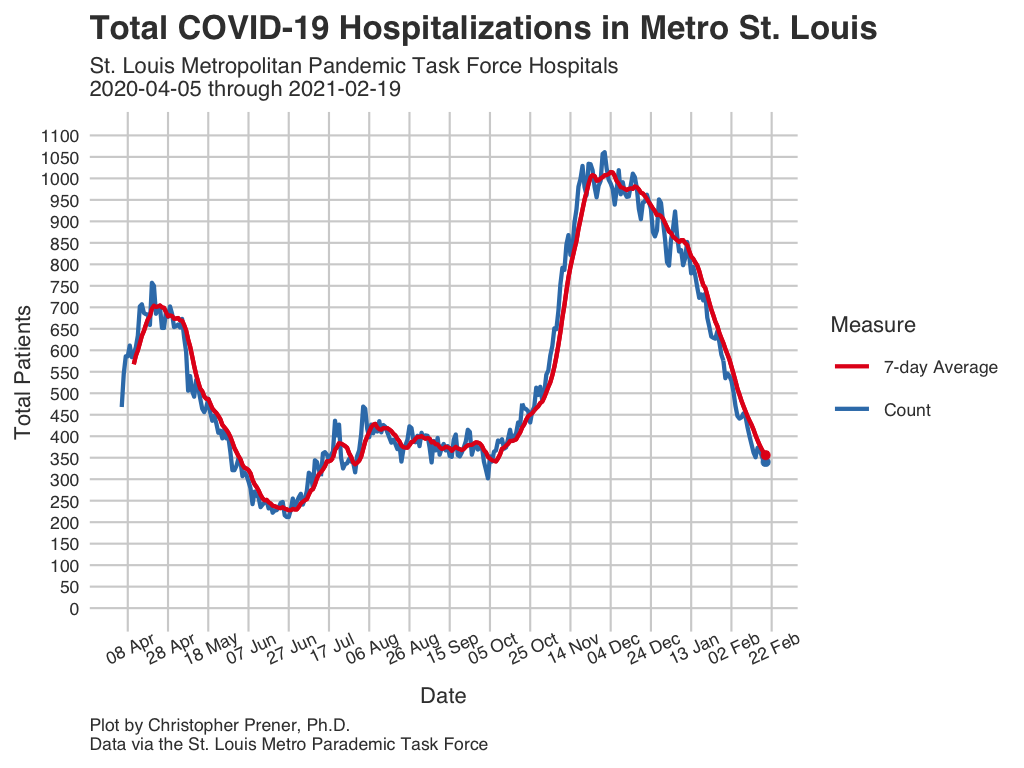 Total COVID-19 Hospitalizations in Metro St. Louis
St. Louis Metropolitan Pandemic Task Force Hospitals
2020-04-05 through 2021-02-19
Total Patients
1100
1050
1000
950
900
850
800
750
700
650
600
550
500
450
400
350
300
250
200
150
100
50
0
08 Apr
28 Apr
18 May
07 Jun
27 Jun
17 Jul
06 Aug
26 Aug
15 Sep
05 Oct
25 Oct
14 Nov
04 Dec
24 Dec
13 Jan
02 Feb
22 Feb
Date
Measure
7-day Average
Count
Plot by Christopher Prener, Ph.D.
Data via the St. Louis Metro Parademic Task Force